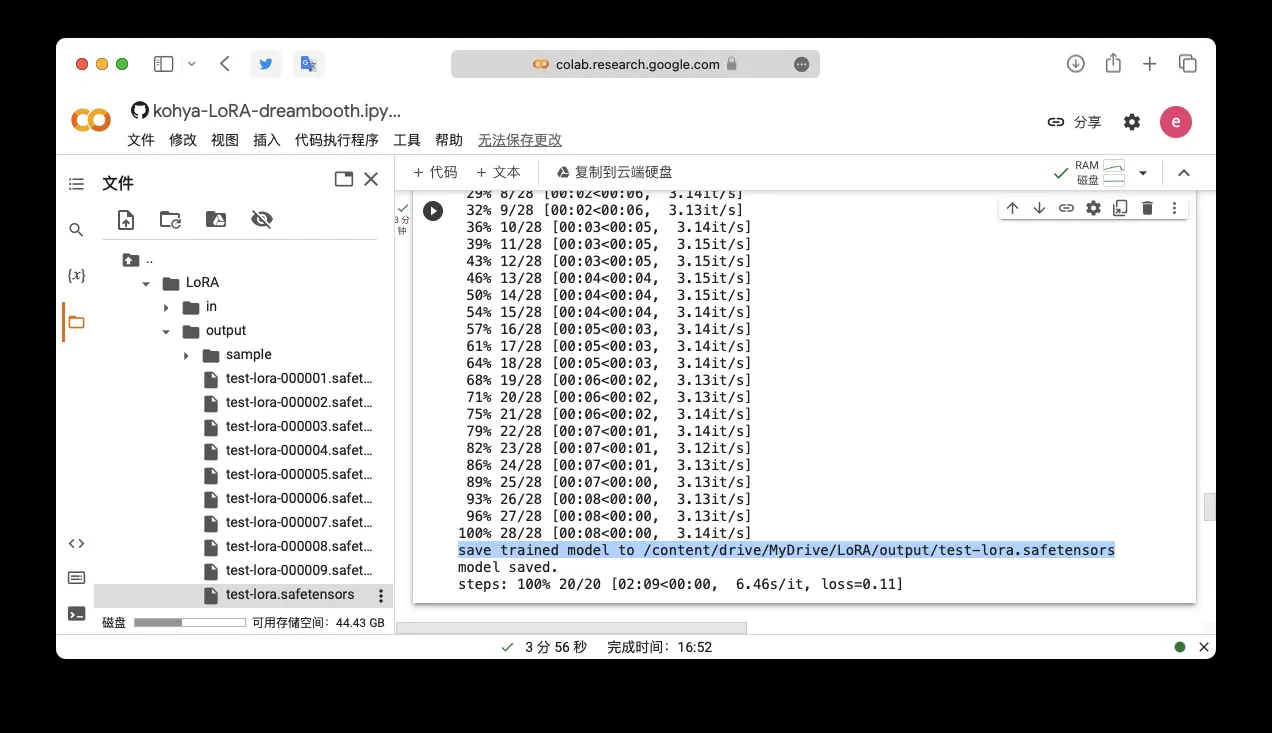 colab.research.google.com
kohya-LoRA-dreambooth.ipy...
文件 修改 视图 插入 代码执行程序 工具 帮助 无法保存更改
分享
e
文件
+ 代码 + 文本 复制到云端硬盘
RAM
磁盘
{x}
..
LoRA
in
output
sample
test-lora-000001.safet...
test-lora-000002.safet...
test-lora-000003.safet...
test-lora-000004.safet...
test-lora-000005.safet...
test-lora-000006.safet...
test-lora-000007.safet...
test-lora-000008.safet...
test-lora-000009.safet...
test-lora.safetensors
磁盘 可用存储空间：44.43 GB
3 分
钟
29% 8/28 [00:02<00:06, 3.14it/s]
32% 9/28 [00:02<00:06, 3.13it/s]
36% 10/28 [00:03<00:05, 3.14it/s]
39% 11/28 [00:03<00:05, 3.15it/s]
43% 12/28 [00:03<00:05, 3.15it/s]
46% 13/28 [00:04<00:04, 3.15it/s]
50% 14/28 [00:04<00:04, 3.15it/s]
54% 15/28 [00:04<00:04, 3.14it/s]
57% 16/28 [00:05<00:03, 3.14it/s]
61% 17/28 [00:05<00:03, 3.14it/s]
64% 18/28 [00:05<00:03, 3.14it/s]
68% 19/28 [00:06<00:02, 3.13it/s]
71% 20/28 [00:06<00:02, 3.13it/s]
75% 21/28 [00:06<00:02, 3.14it/s]
79% 22/28 [00:07<00:01, 3.14it/s]
82% 23/28 [00:07<00:01, 3.12it/s]
86% 24/28 [00:07<00:01, 3.13it/s]
89% 25/28 [00:07<00:00, 3.13it/s]
93% 26/28 [00:08<00:00, 3.13it/s]
96% 27/28 [00:08<00:00, 3.13it/s]
100% 28/28 [00:08<00:00, 3.14it/s]
save trained model to /content/drive/MyDrive/LoRA/output/test-lora.safetensors
model saved.
steps: 100% 20/20 [02:09<00:00, 6.46s/it, loss=0.11]
3 分 56 秒 完成时间：16:52